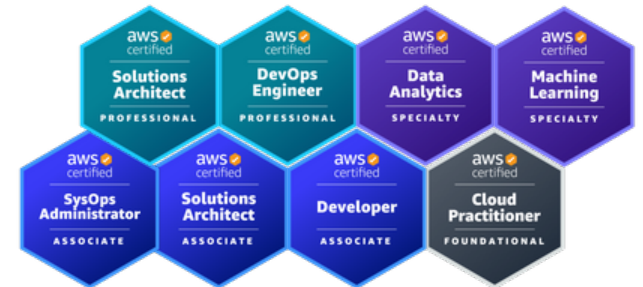 aws
certified
Solutions
Architect
PROFESSIONAL
aws
certified
DevOps
Engineer
PROFESSIONAL
aws
certified
Data
Analytics
SPECIALTY
aws
certified
Machine
Learning
SPECIALTY
aws
certified
SysOps
Administrator
ASSOCIATE
aws
certified
Solutions
Architect
ASSOCIATE
aws
certified
Developer
ASSOCIATE
aws
certified
Cloud
Practitioner
FOUNDATIONAL